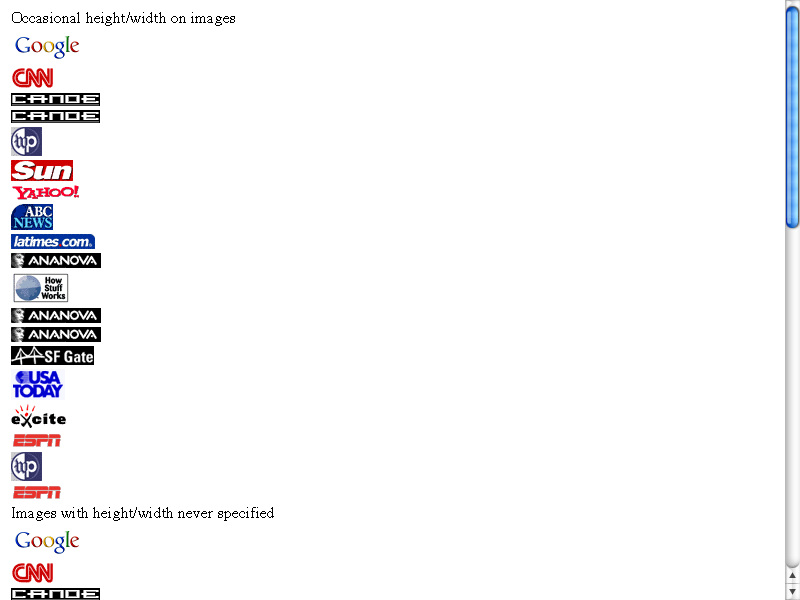 Occasional height/width on images
Google
CNN
CANOE
CANOE
wp
Sun
YAHOO!
ABC
NEWS
latimes.com
ANANOVA
How
Stuff
Works
ANANOVA
ANANOVA
SF Gate
USA
TODAY
excite
ESPN
wp
ESPN
Images with height/width never specified
Google
CNN
CANOE